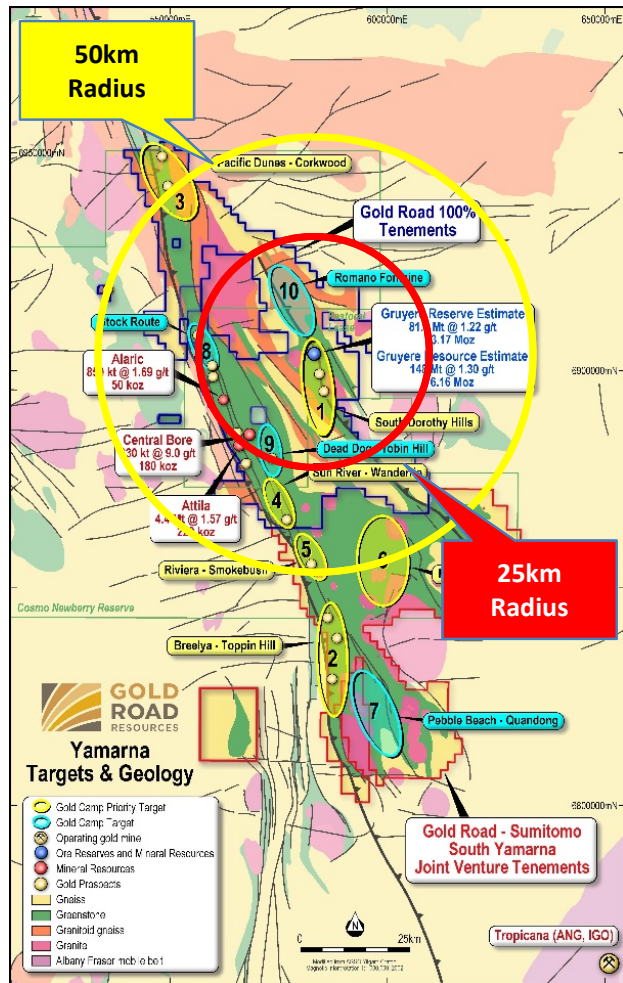 600000mE
50km
Radius
6950000mN
Pacific Dunes - Corkwood
3
Gold Road 100%
Tenements
10
Romano
Stock Route
8
Gruyere Reserve Estimate
Mt @ 1.22 g/t
3.17 Moz
Gruyere Resource Estimate
Mt @ 1.30 g/t
6.16 Moz
Alaric
kt @ 1.69 g/t
50 koz
1
6900000mN
South Dorothy Hills
Central Bore
kt @ 9.0 g/t
180 koz
9
Dead Dog - Tobin Hill
Sun River - Wanderrie
Attila
Mt @ 1.57 g/t
koz
4
5
6
Riviera - Smokebush
25km
Radius
Cosmo Newberry Reserve
Breelya - Toppin Hill
2
7
Pebble Beach - Quandong
GOLD
ROAD
RESOURCES
Yamarna
Targets & Geology
Gold Camp Priority Target
Gold Camp Target
Operating gold mine
Ore Reserves and Mineral Resources
Mineral Resources
Gold Prospects
Gneiss
Greenstone
Granitoid gneiss
Granite
Albany Fraser mobile belt
6800000mN
Gold Road - Sumitomo
South Yamarna
Joint Venture Tenements
N
0 25km
Tropicana (ANG, IGO)